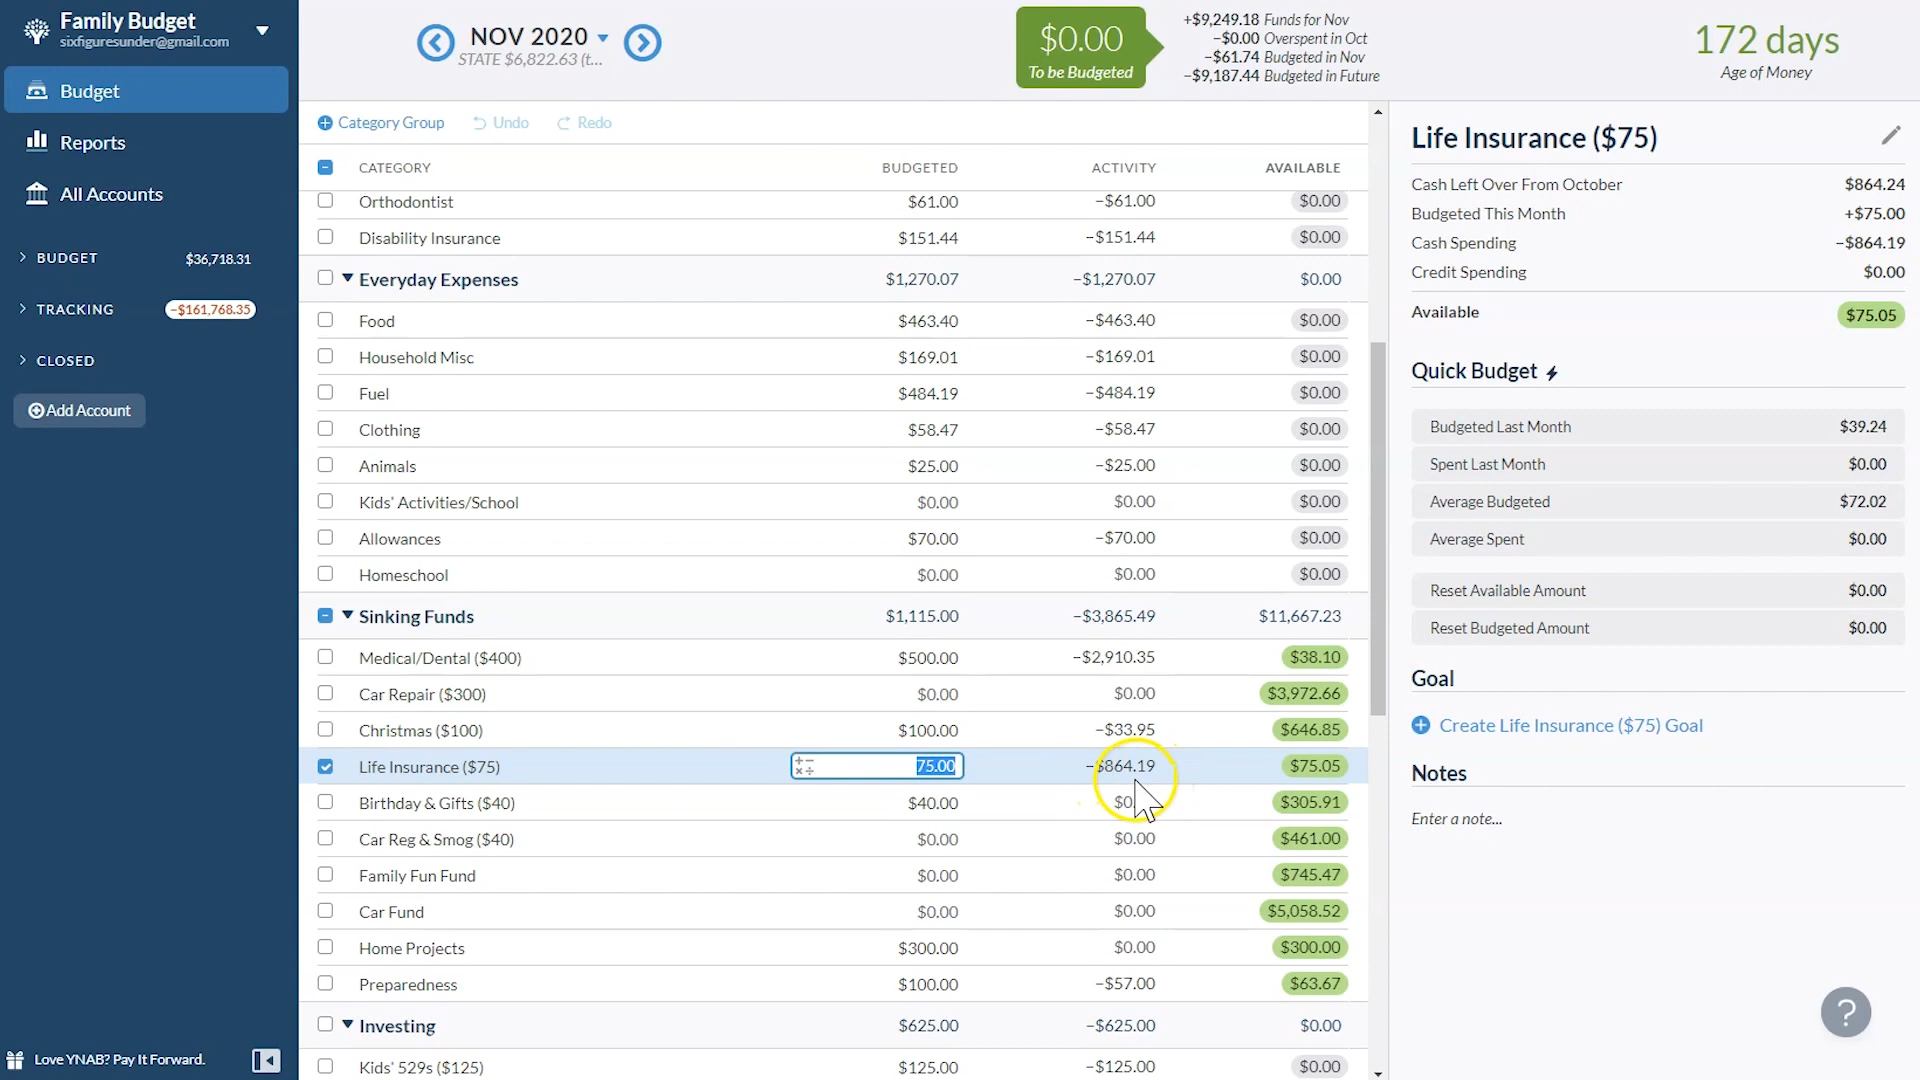 Family Budget
sixfiguresunder@gmail.com
Budget
Reports
All Accounts
BUDGET $36,718.31
TRACKING −$161,768.35
CLOSED
Add Account
Love YNAB? Pay It Forward.
NOV 2020
STATE $6,822.63 (t...
$0.00
To be Budgeted
+$9,249.18 Funds for Nov
−$0.00 Overspent in Oct
−$61.74 Budgeted in Nov
−$9,187.44 Budgeted in Future
172 days
Age of Money
Category Group Undo Redo
CATEGORY BUDGETED ACTIVITY AVAILABLE
Orthodontist $61.00 −$61.00 $0.00
Disability Insurance $151.44 −$151.44 $0.00
Everyday Expenses $1,270.07 −$1,270.07 $0.00
Food $463.40 −$463.40 $0.00
Household Misc $169.01 −$169.01 $0.00
Fuel $484.19 −$484.19 $0.00
Clothing $58.47 −$58.47 $0.00
Animals $25.00 −$25.00 $0.00
Kids' Activities/School $0.00 $0.00 $0.00
Allowances $70.00 −$70.00 $0.00
Homeschool $0.00 $0.00 $0.00
Sinking Funds $1,115.00 −$3,865.49 $11,667.23
Medical/Dental ($400) $500.00 −$2,910.35 $38.10
Car Repair ($300) $0.00 $0.00 $3,972.66
Christmas ($100) $100.00 −$33.95 $646.85
Life Insurance ($75) 75.00 −$864.19 $75.05
Birthday & Gifts ($40) $40.00 $305.91
Car Reg & Smog ($40) $0.00 $0.00 $461.00
Family Fun Fund $0.00 $0.00 $745.47
Car Fund $0.00 $0.00 $5,058.52
Home Projects $300.00 $0.00 $300.00
Preparedness $100.00 −$57.00 $63.67
Investing $625.00 −$625.00 $0.00
Kids' 529s ($125) $125.00 −$125.00 $0.00
Life Insurance ($75)
Cash Left Over From October $864.24
Budgeted This Month +$75.00
Cash Spending −$864.19
Credit Spending $0.00
Available $75.05
Quick Budget
Budgeted Last Month $39.24
Spent Last Month $0.00
Average Budgeted $72.02
Average Spent $0.00
Reset Available Amount $0.00
Reset Budgeted Amount $0.00
Goal
Create Life Insurance ($75) Goal
Notes
Enter a note...
?